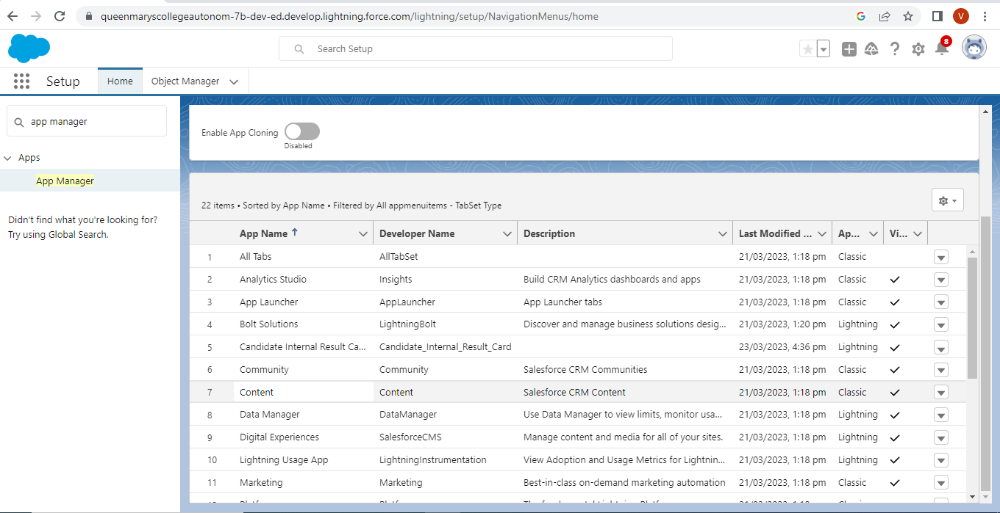 queenmaryscollegeautonom-7b-dev-ed.develop.lightning.force.com/lightning/setup/NavigationMenus/home
V
Search Setup
8
Setup
Home
Object Manager
app manager
Apps
App Manager
Didn't find what you're looking for?
Try using Global Search.
Enable App Cloning
Disabled
22 items • Sorted by App Name • Filtered by All appmenuitems - TabSet Type
App Name Developer Name Description Last Modified ... Ap... Vi...
1 All Tabs AllTabSet 21/03/2023, 1:18 pm Classic
2 Analytics Studio Insights Build CRM Analytics dashboards and apps 21/03/2023, 1:18 pm Classic
3 App Launcher AppLauncher App Launcher tabs 21/03/2023, 1:18 pm Classic
4 Bolt Solutions LightningBolt Discover and manage business solutions desig... 21/03/2023, 1:20 pm Lightning
5 Candidate Internal Result Ca... Candidate_Internal_Result_Card 23/03/2023, 4:36 pm Lightning
6 Community Community Salesforce CRM Communities 21/03/2023, 1:18 pm Classic
7 Content Content Salesforce CRM Content 21/03/2023, 1:18 pm Classic
8 Data Manager DataManager Use Data Manager to view limits, monitor usa... 21/03/2023, 1:18 pm Lightning
9 Digital Experiences SalesforceCMS Manage content and media for all of your sites. 21/03/2023, 1:18 pm Lightning
10 Lightning Usage App LightningInstrumentation View Adoption and Usage Metrics for Lightnin... 21/03/2023, 1:18 pm Lightning
11 Marketing Marketing Best-in-class on-demand marketing automation 21/03/2023, 1:18 pm Classic